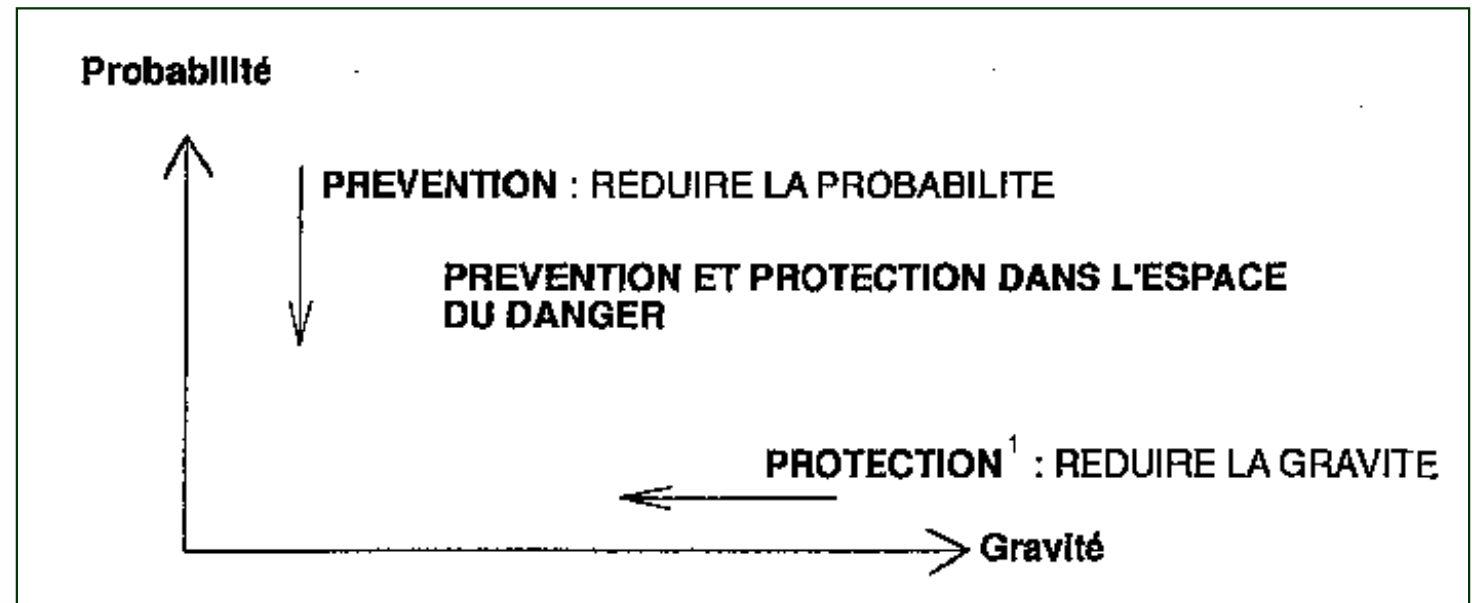 Probabilité
PREVENTION : REDUIRE LA PROBABILITE
PREVENTION ET PROTECTION DANS L'ESPACE
DU DANGER
PROTECTION¹ : REDUIRE LA GRAVITE
Gravité